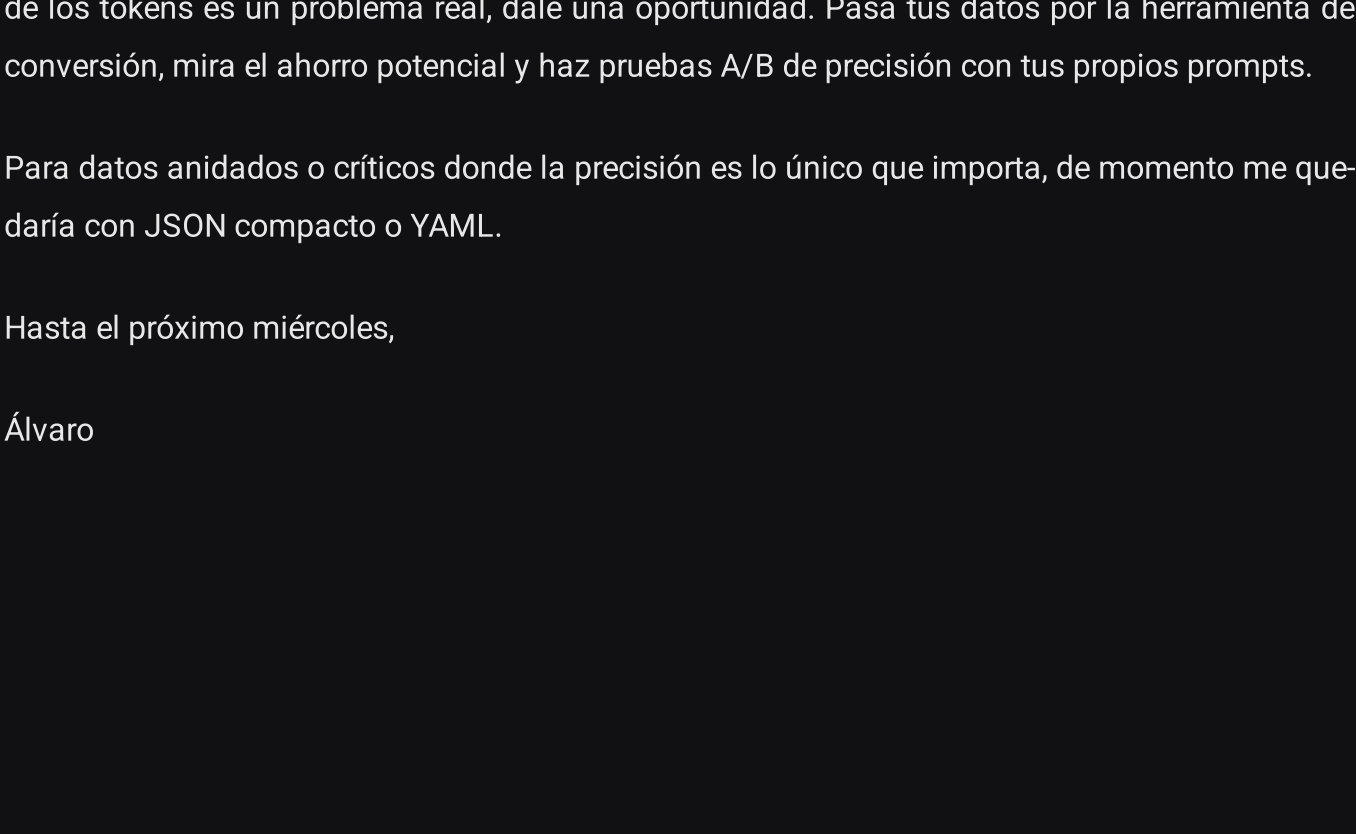 de los tokens es un problema real, dale una oportunidad. Pasa tus datos por la herramienta de
conversión, mira el ahorro potencial y haz pruebas A/B de precisión con tus propios prompts.
Para datos anidados o críticos donde la precisión es lo único que importa, de momento me que-
daría con JSON compacto o YAML.
Hasta el próximo miércoles,
Álvaro